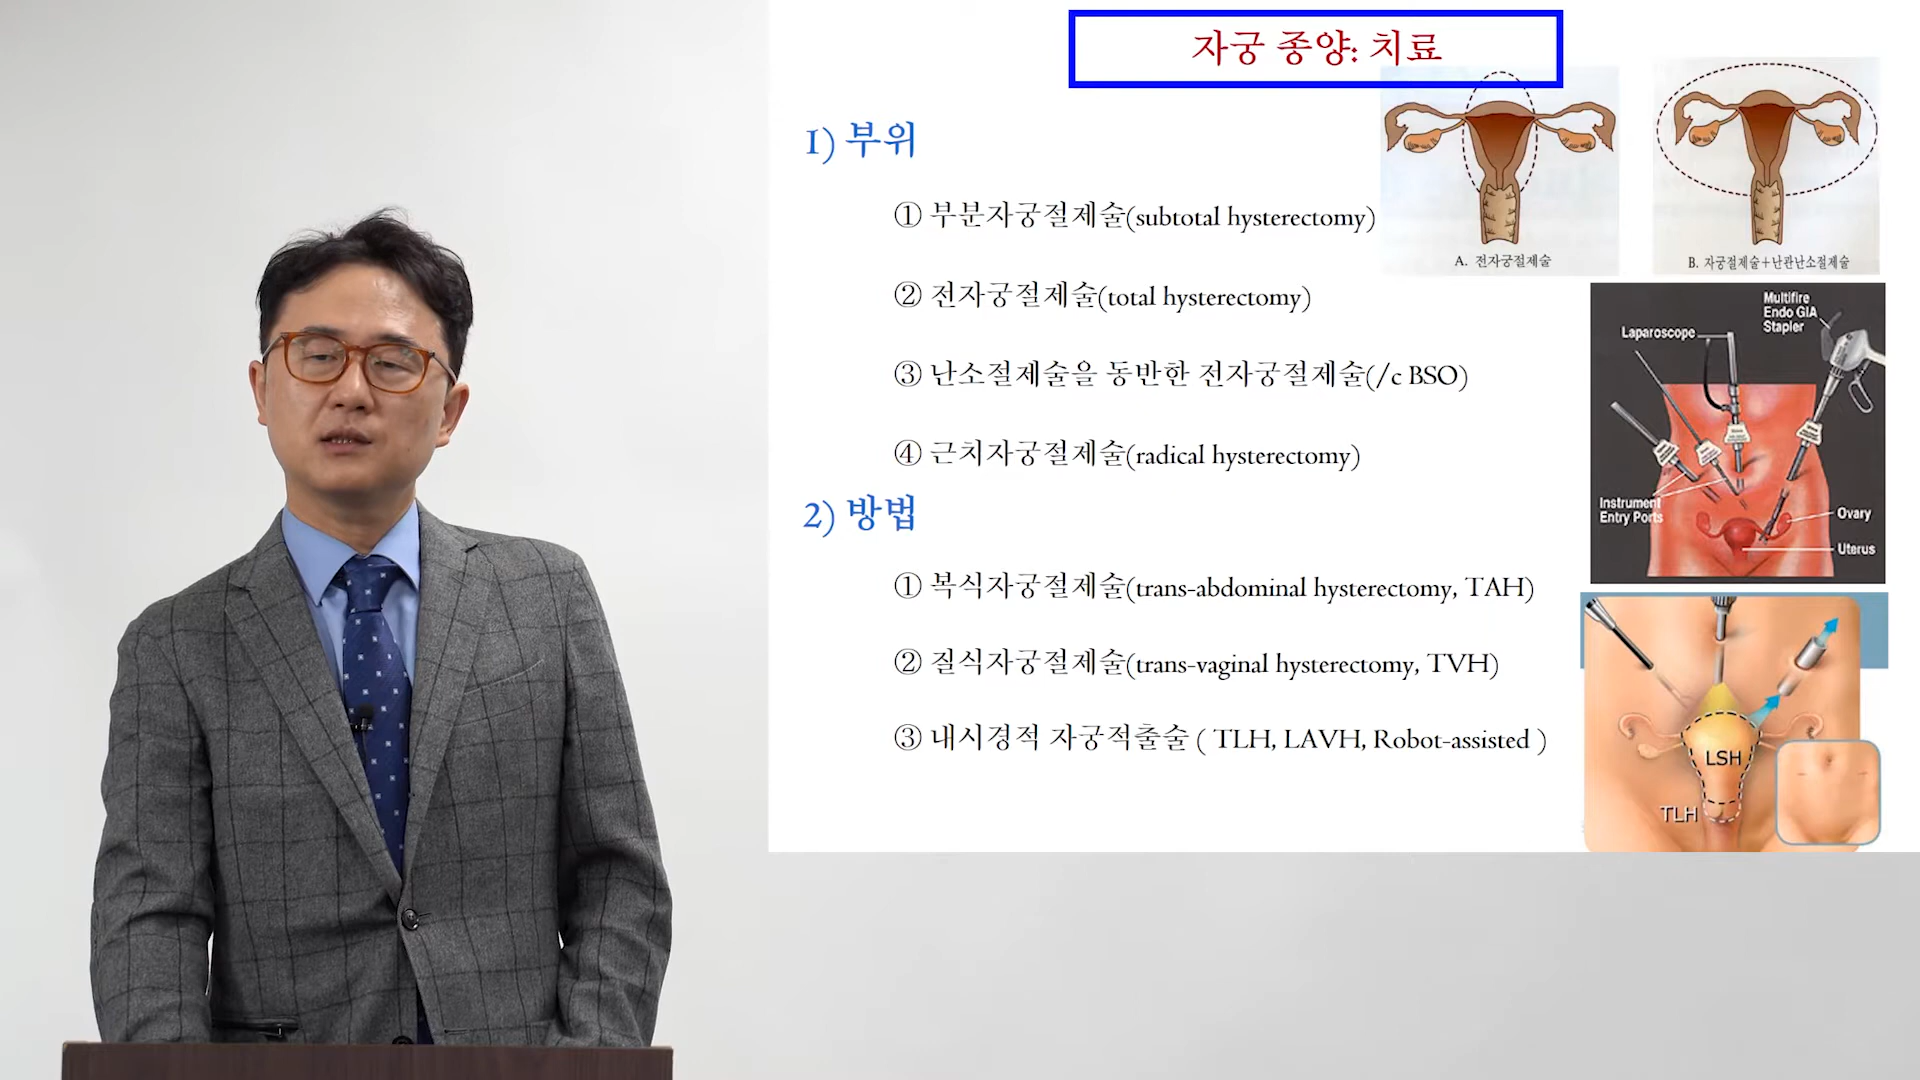 자궁 종양: 치료
1) 부위
① 부분자궁절제술(subtotal hysterectomy)
② 전자궁절제술(total hysterectomy)
③ 난소절제술을 동반한 전자궁절제술(/c BSO)
④ 근치자궁절제술(radical hysterectomy)
2) 방법
① 복식자궁절제술(trans-abdominal hysterectomy, TAH)
② 질식자궁절제술(trans-vaginal hysterectomy, TVH)
③ 내시경적 자궁적출술 ( TLH, LAVH, Robot-assisted )
A. 전자궁절제술
B. 자궁절제술+난관난소절제술
Multifire
Endo GIA
Stapler
Laparoscope
Instrument
Entry Ports
Ovary
Uterus
LSH
TLH